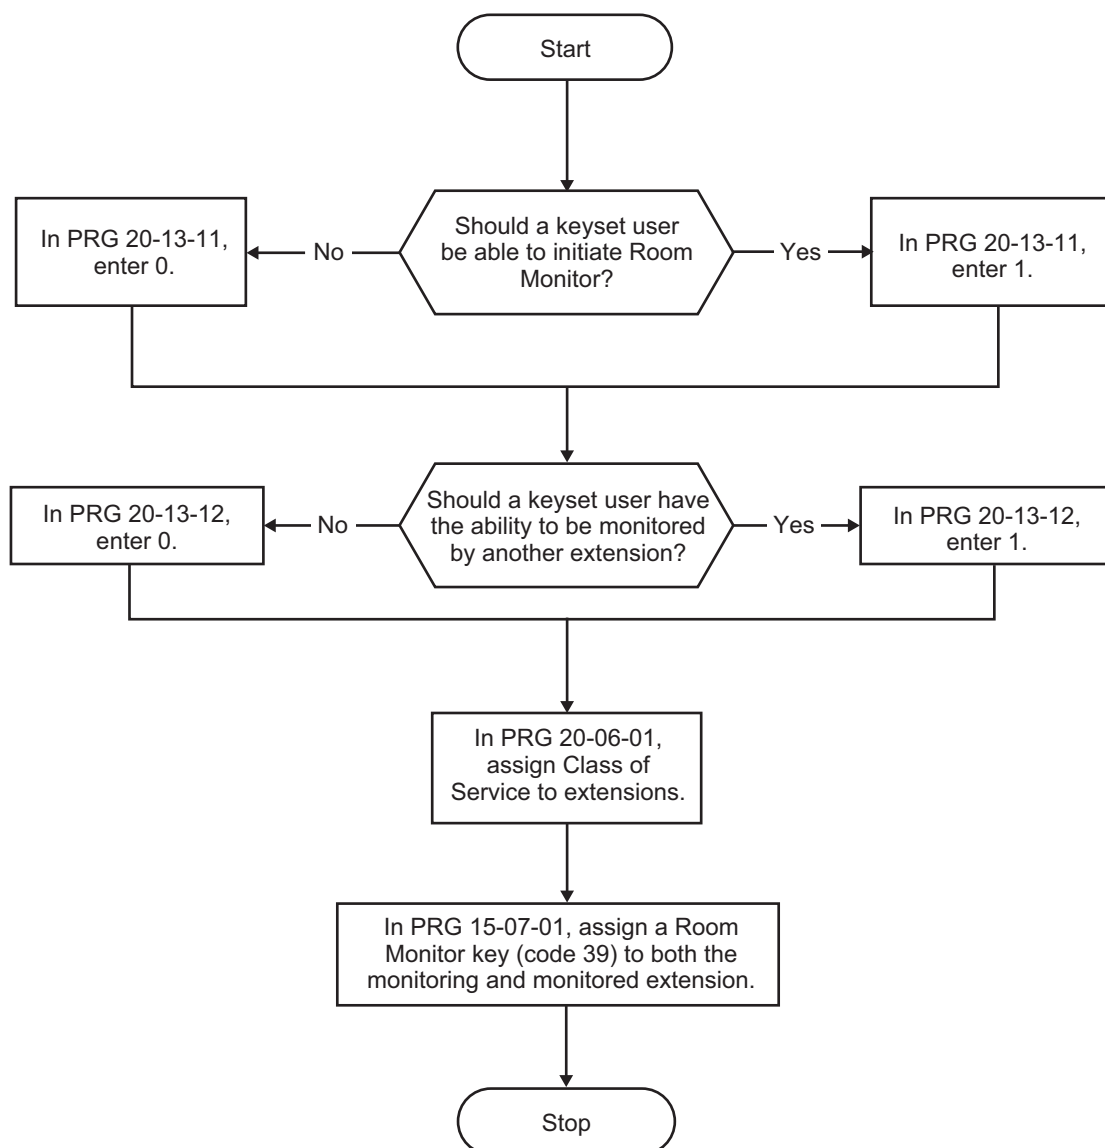 Start
Should a keyset user
be able to initiate Room
Monitor?
No
In PRG 20-13-11,
enter 0.
Yes
In PRG 20-13-11,
enter 1.
Should a keyset user have
the ability to be monitored
by another extension?
No
In PRG 20-13-12,
enter 0.
Yes
In PRG 20-13-12,
enter 1.
In PRG 20-06-01,
assign Class of
Service to extensions.
In PRG 15-07-01, assign a Room
Monitor key (code 39) to both the
monitoring and monitored extension.
Stop